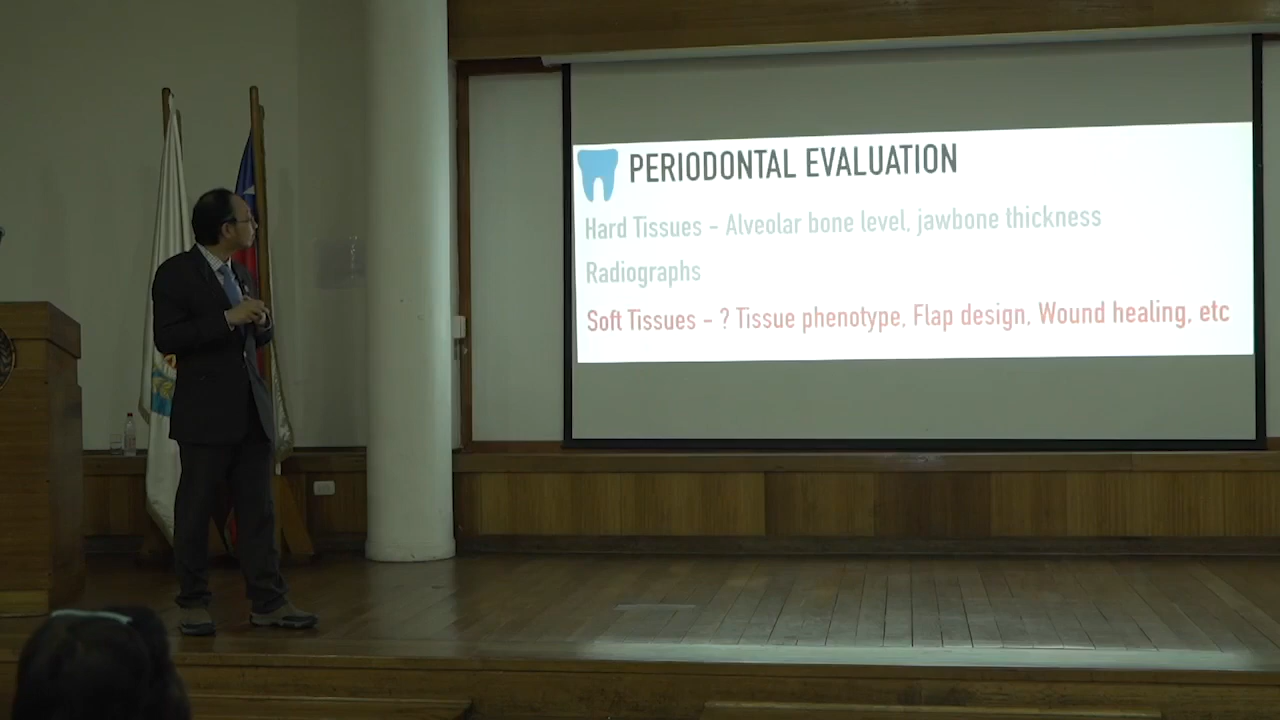 PERIODONTAL EVALUATION
Hard Tissues - Alveolar bone level, jawbone thickness
Radiographs
Soft Tissues - ? Tissue phenotype, Flap design, Wound healing, etc